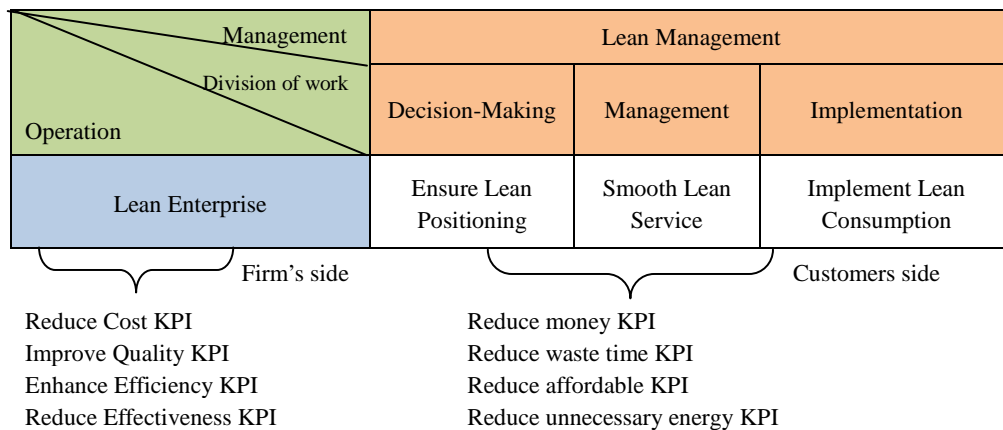 Management
Lean Management
Division of work
Operation
Decision-Making
Management
Implementation
Lean Enterprise
Ensure Lean
Positioning
Smooth Lean
Service
Implement Lean
Consumption
Firm's side
Customers side
Reduce Cost KPI
Improve Quality KPI
Enhance Efficiency KPI
Reduce Effectiveness KPI
Reduce money KPI
Reduce waste time KPI
Reduce affordable KPI
Reduce unnecessary energy KPI